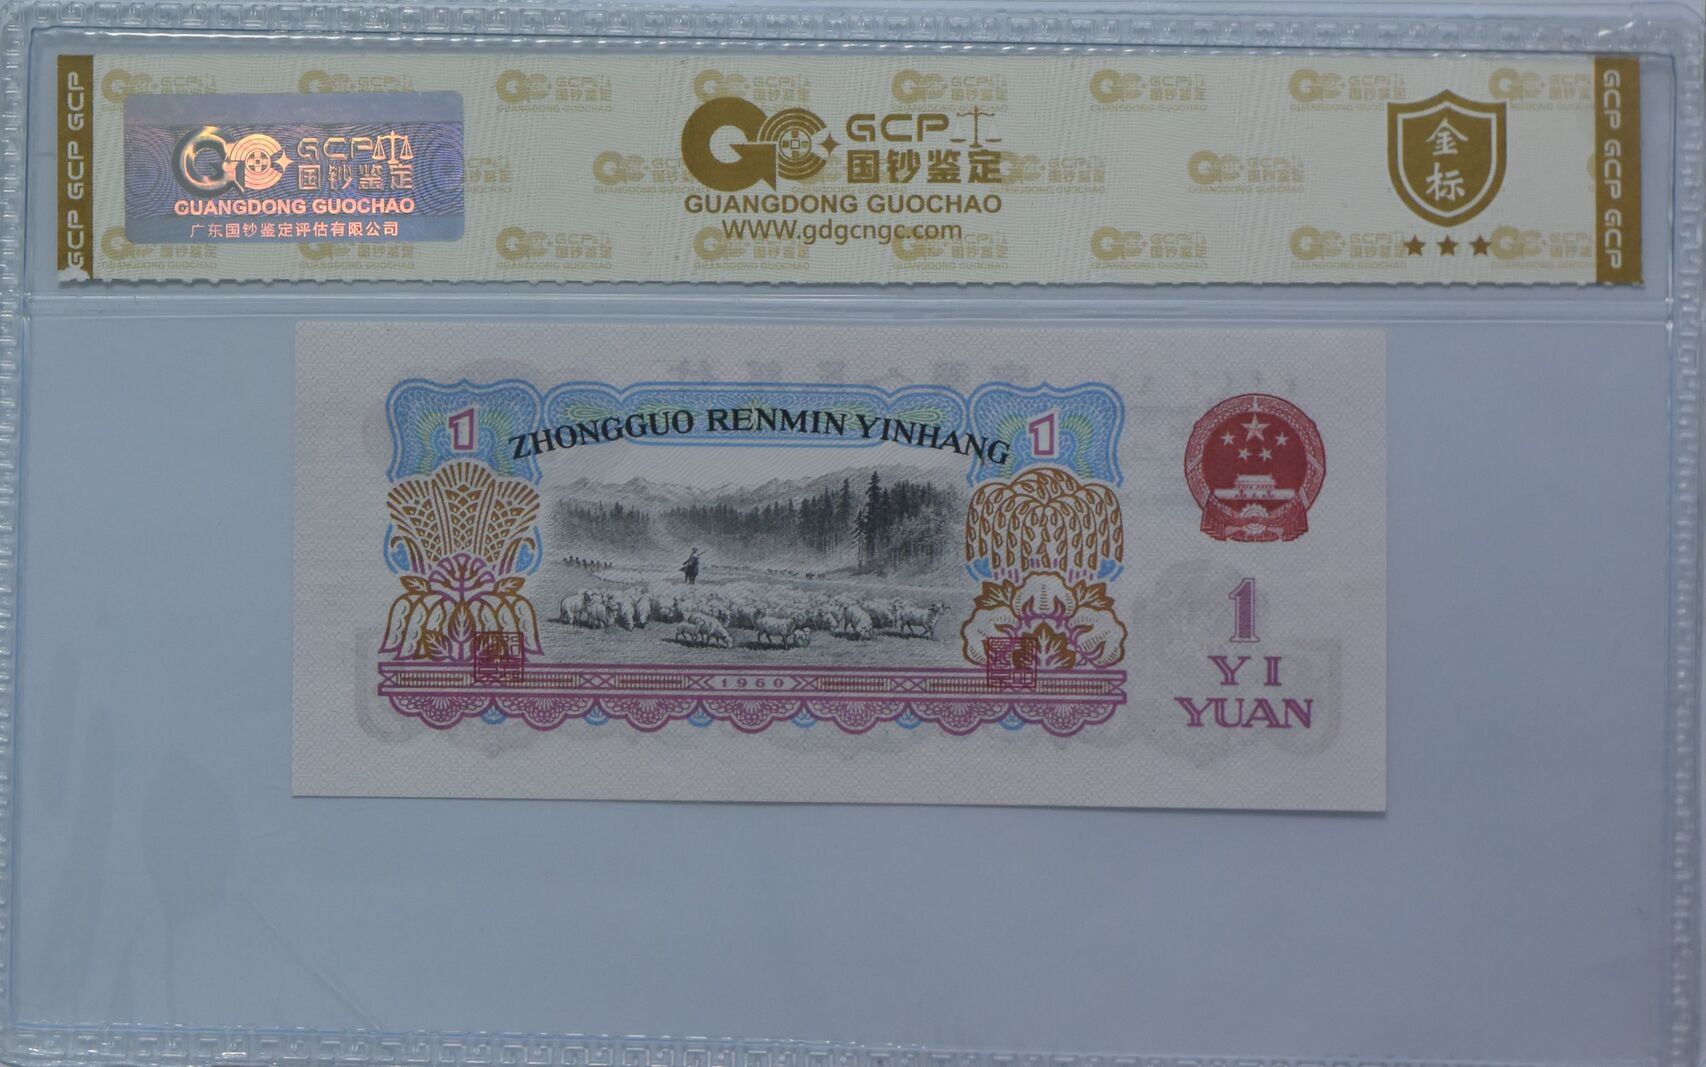 GCP GCP GCP
GCP
国钞鉴定
GUANGDONG GUOCHAO
广东国钞鉴定评估有限公司
GCP
国钞鉴定
GUANGDONG GUOCHAO
WWW.gdgcngc.com
金标
GCP GCP GCP
1
ZHONGGUO RENMIN YINHANG
1
1960
1
YI
YUAN